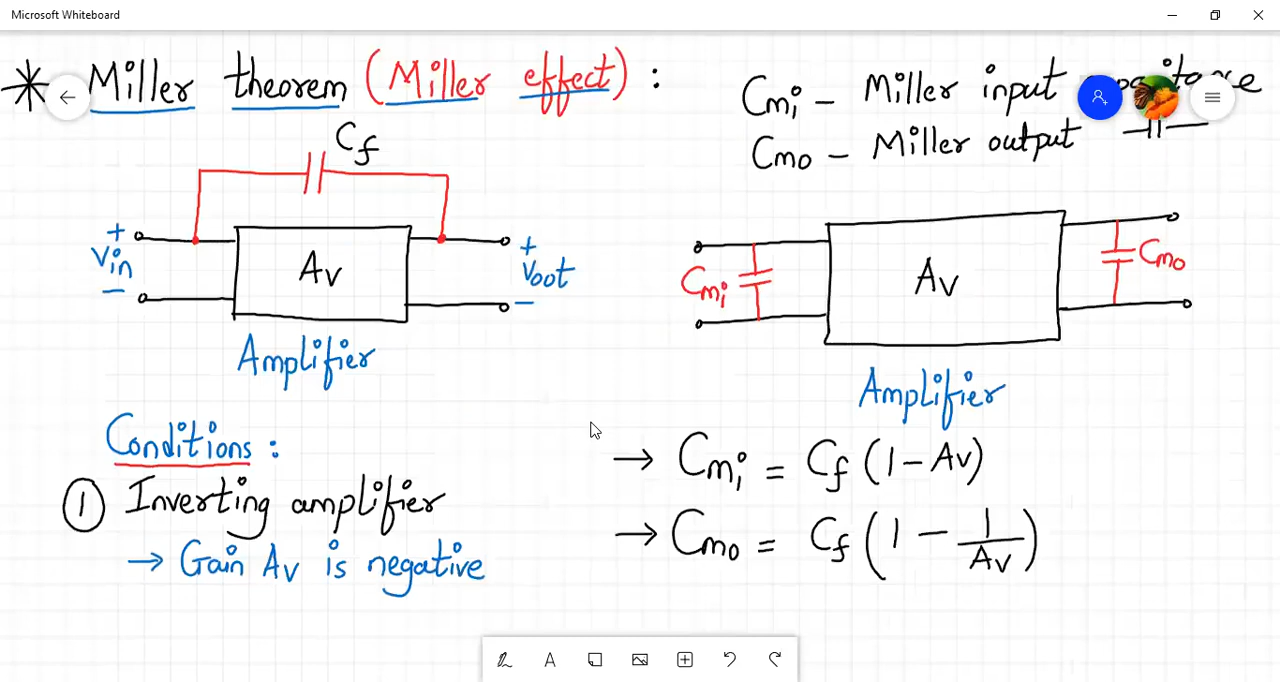 Microsoft Whiteboard
* Miller theorem (Miller effect) :
Cmi - Miller input
Cmo - Miller output
Cf
+
Vin
-
Av
+
Voot
-
Amplifier
Cmi
Av
Cmo
Amplifier
Conditions :
① Inverting amplifier
→ Gain Av is negative
→ Cmi = Cf (1 - Av)
→ Cmo = Cf (1 - 1/Av)